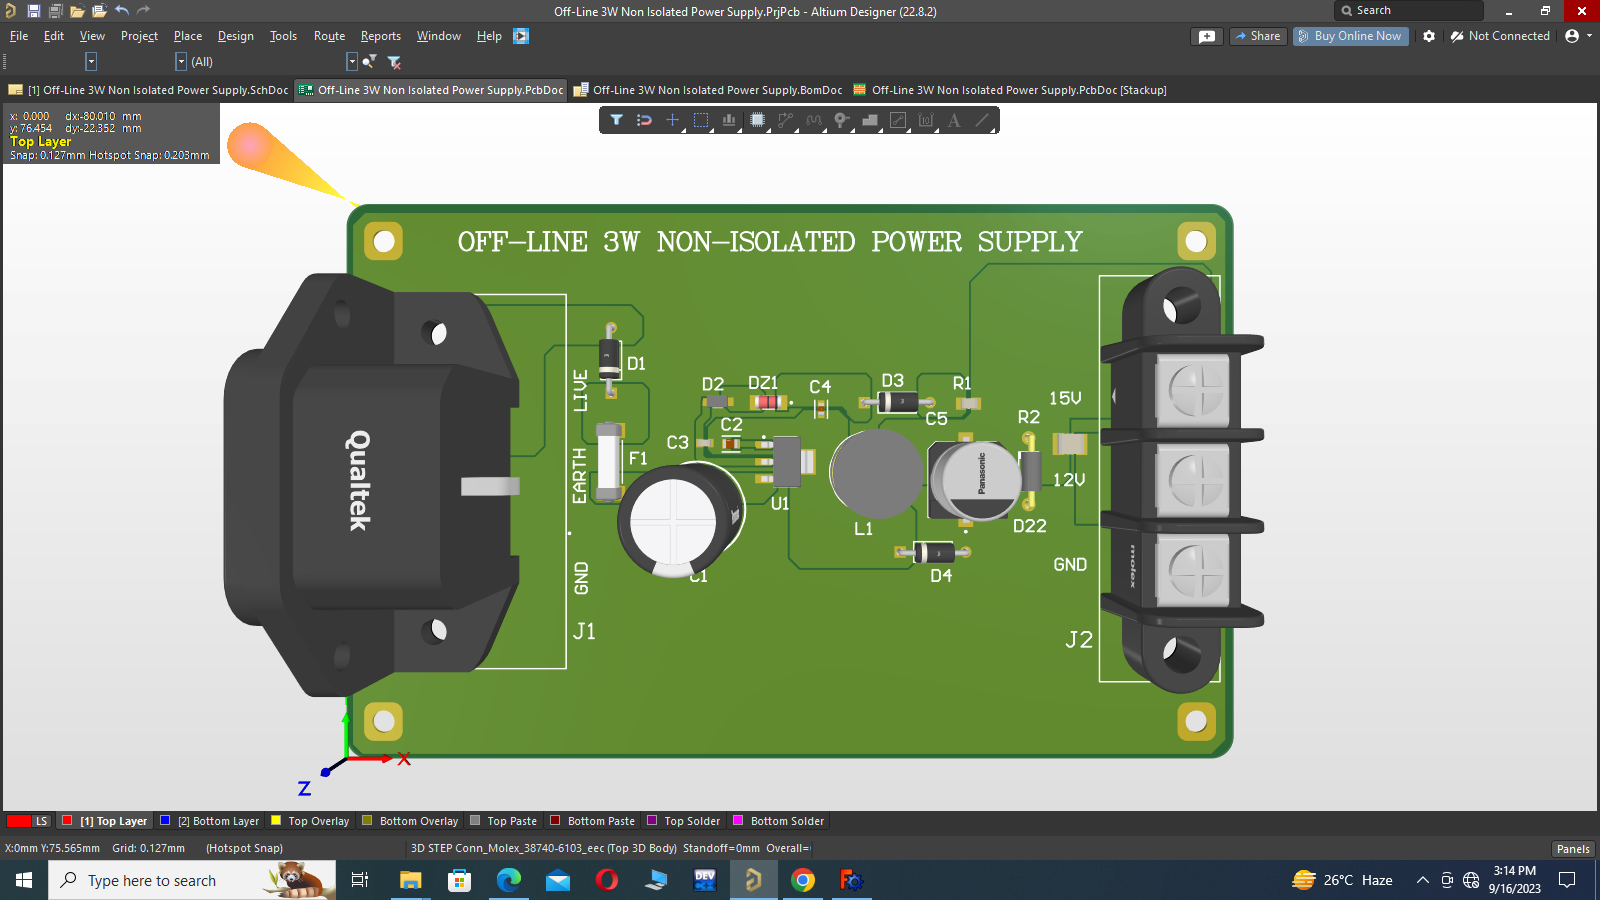 Off-Line 3W Non Isolated Power Supply.PrjPcb - Altium Designer (22.8.2)
Search
File Edit View Project Place Design Tools Route Reports Window Help
Share
Buy Online Now
Not Connected
(All)
[1] Off-Line 3W Non Isolated Power Supply.SchDoc
Off-Line 3W Non Isolated Power Supply.PcbDoc
Off-Line 3W Non Isolated Power Supply.BomDoc
Off-Line 3W Non Isolated Power Supply.PcbDoc [Stackup]
x: 0.000 dx:-80.010 mm
y: 76.454 dy:-22.352 mm
Top Layer
Snap: 0.127mm Hotspot Snap: 0.203mm
OFF-LINE 3W NON-ISOLATED POWER SUPPLY
D1
LIVE
D2
DZ1
C4
D3
R1
15V
R2
C5
C2
C3
Qualtek
F1
EARTH
Panasonic
12V
U1
L1
D22
molex
GND
D4
C1
GND
J1
J2
X
Z
LS
[1] Top Layer
[2] Bottom Layer
Top Overlay
Bottom Overlay
Top Paste
Bottom Paste
Top Solder
Bottom Solder
X:0mm Y:75.565mm Grid: 0.127mm (Hotspot Snap)
3D STEP Conn_Molex_38740-6103_eec (Top 3D Body) Standoff=0mm Overall=
Panels
Type here to search
DEV
26°C Haze
3:14 PM
9/16/2023